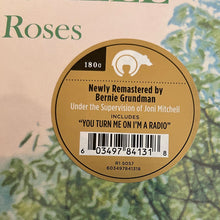 Roses
180G
Newly Remastered by
Bernie Grundman
Under the Supervision of Joni Mitchell
INCLUDES
"YOU TURN ME ON I'M A RADIO"
6 03497 84131 8
R1 5057
603497841318